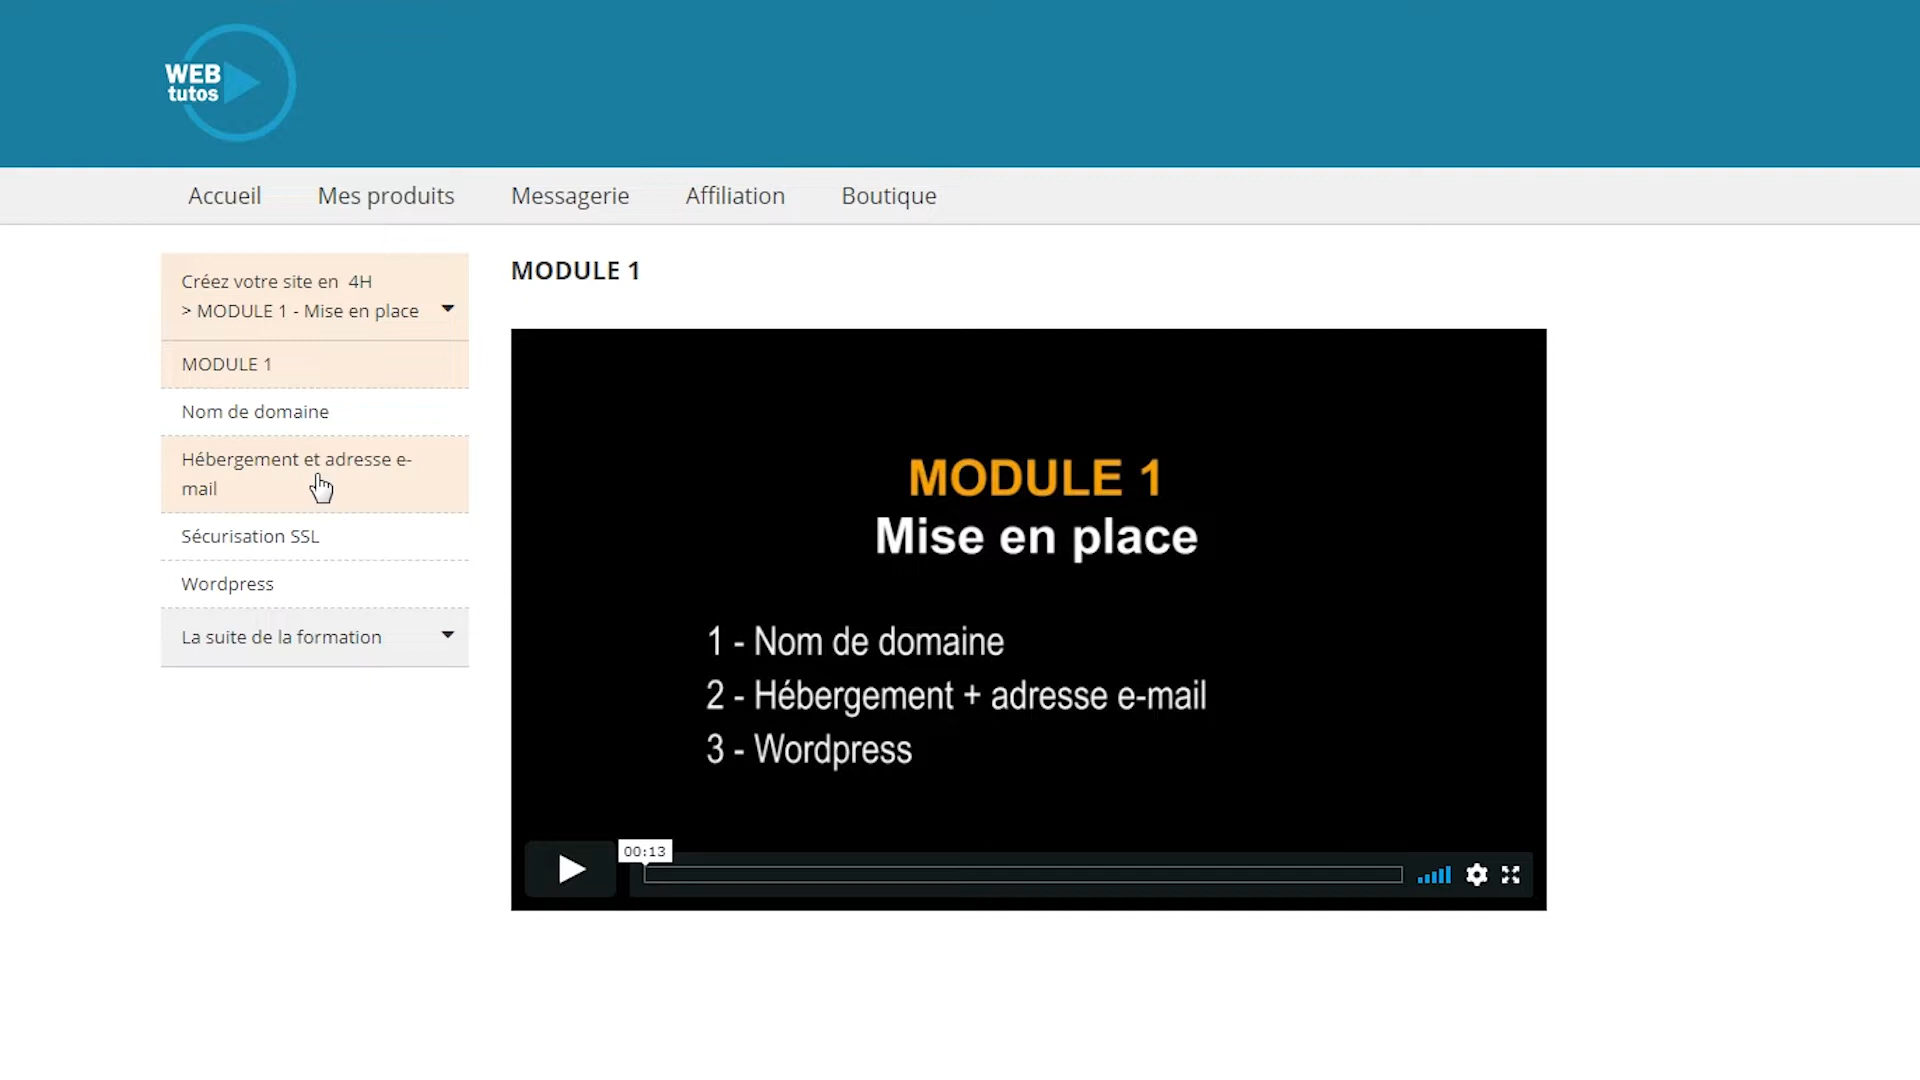 WEB
tutos
Accueil Mes produits Messagerie Affiliation Boutique
Créez votre site en 4H
> MODULE 1 - Mise en place
MODULE 1
Nom de domaine
Hébergement et adresse e-
mail
Sécurisation SSL
Wordpress
La suite de la formation
MODULE 1
MODULE 1
Mise en place
1 - Nom de domaine
2 - Hébergement + adresse e-mail
3 - Wordpress
00:13